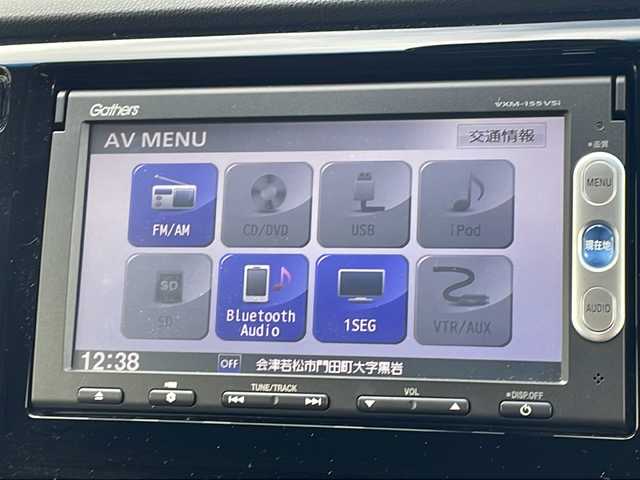 Gathers
VXM-155VSi
AV MENU
交通情報
FM/AM
CD/DVD
USB
iPod
SD
SD
Bluetooth
Audio
1SEG
VTR/AUX
12:38
OFF
会津若松市門田町大字黒岩
MENU
現在地
AUDIO
TUNE/TRACK
VOL
DISP.OFF